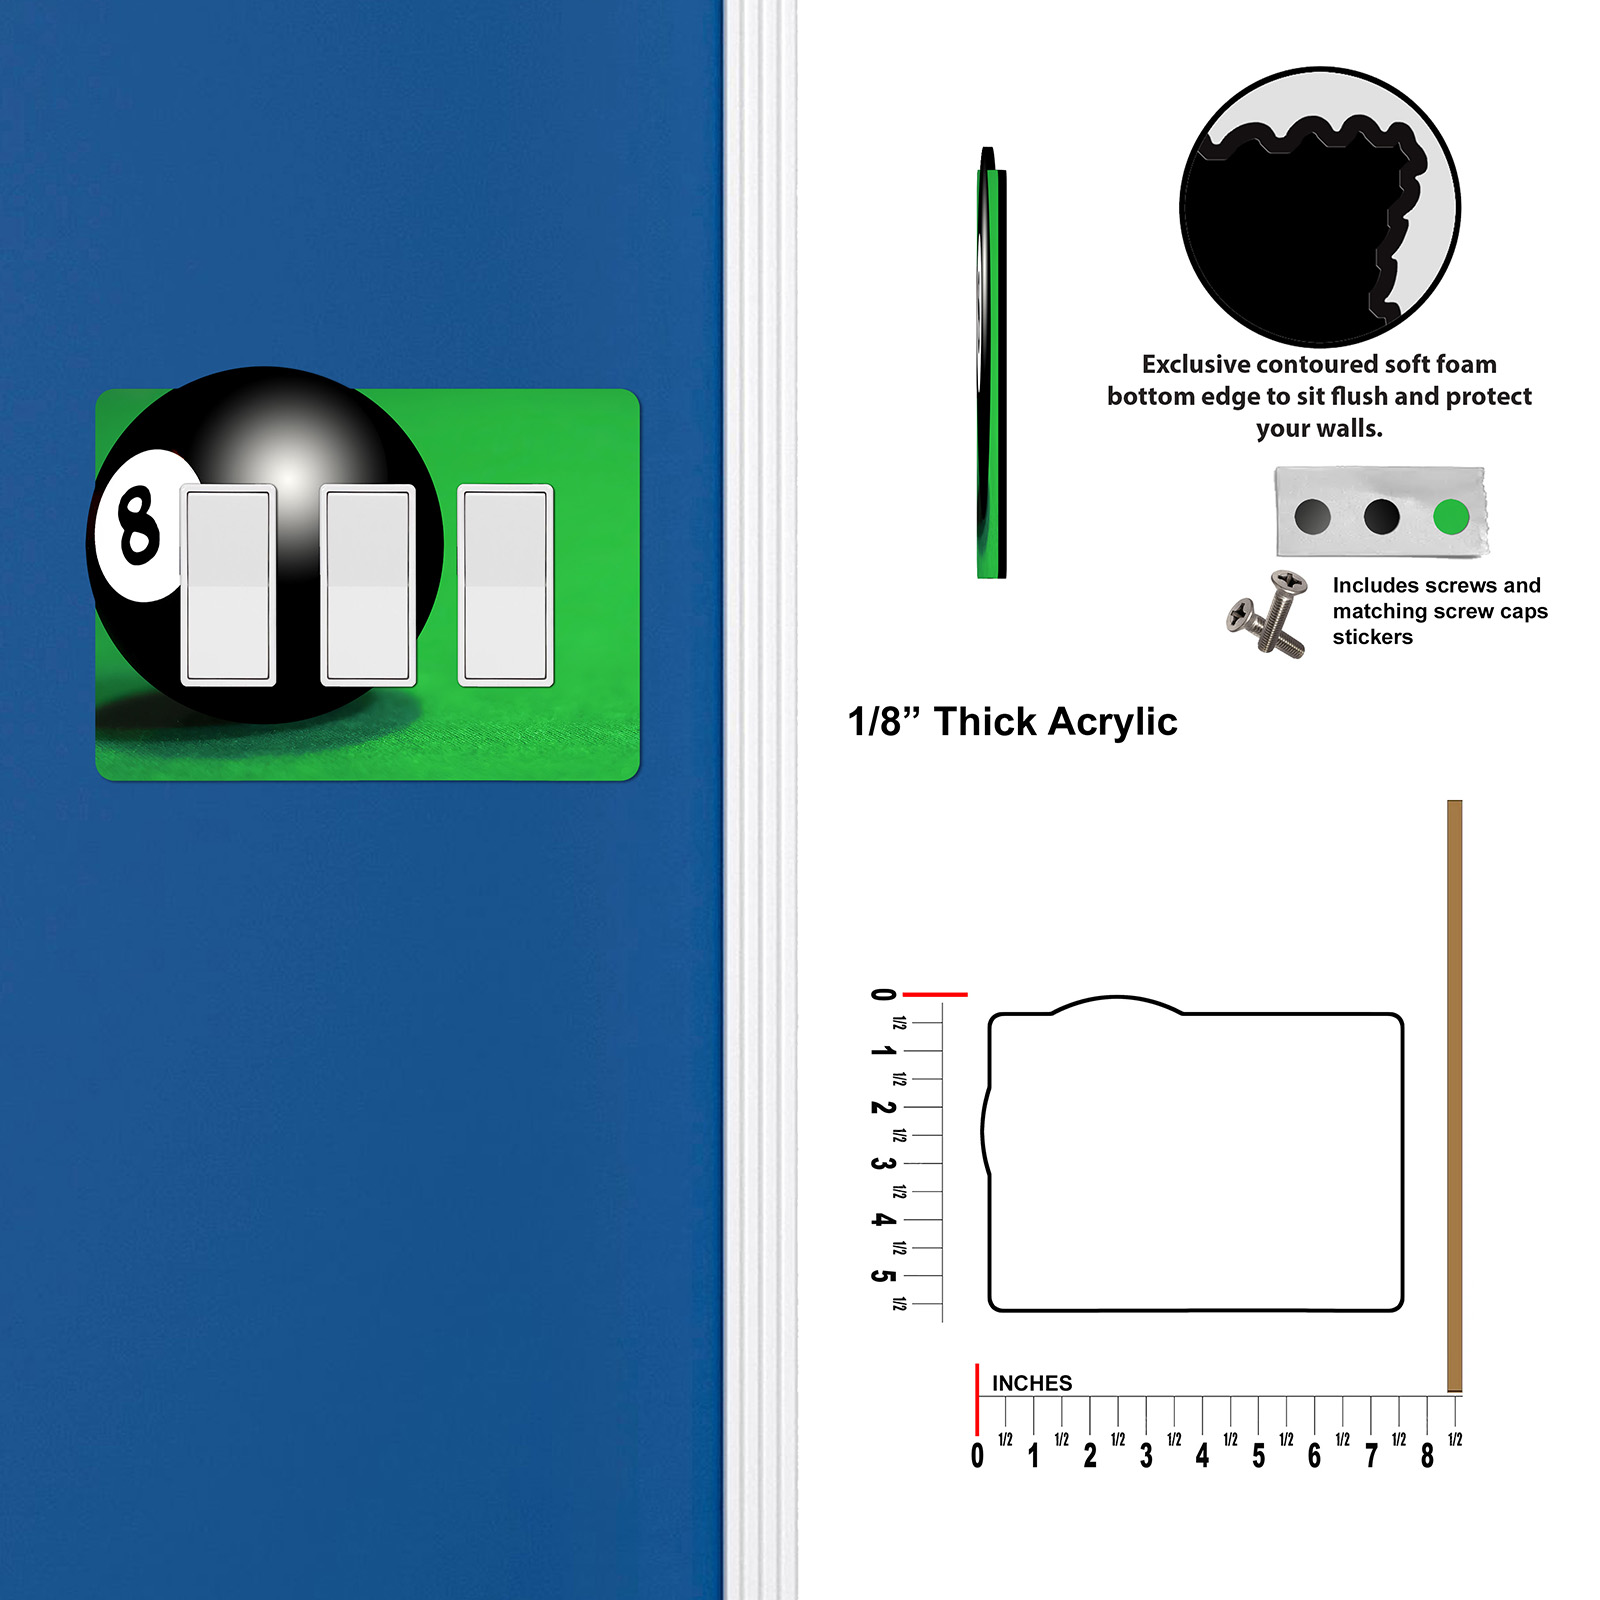 8
Exclusive contoured soft foam
bottom edge to sit flush and protect
your walls.
Includes screws and
matching screw caps
stickers
1/8” Thick Acrylic
0
1/2
1
1/2
2
1/2
3
1/2
4
1/2
5
1/2
INCHES
0 1/2 1 1/2 2 1/2 3 1/2 4 1/2 5 1/2 6 1/2 7 1/2 8 1/2